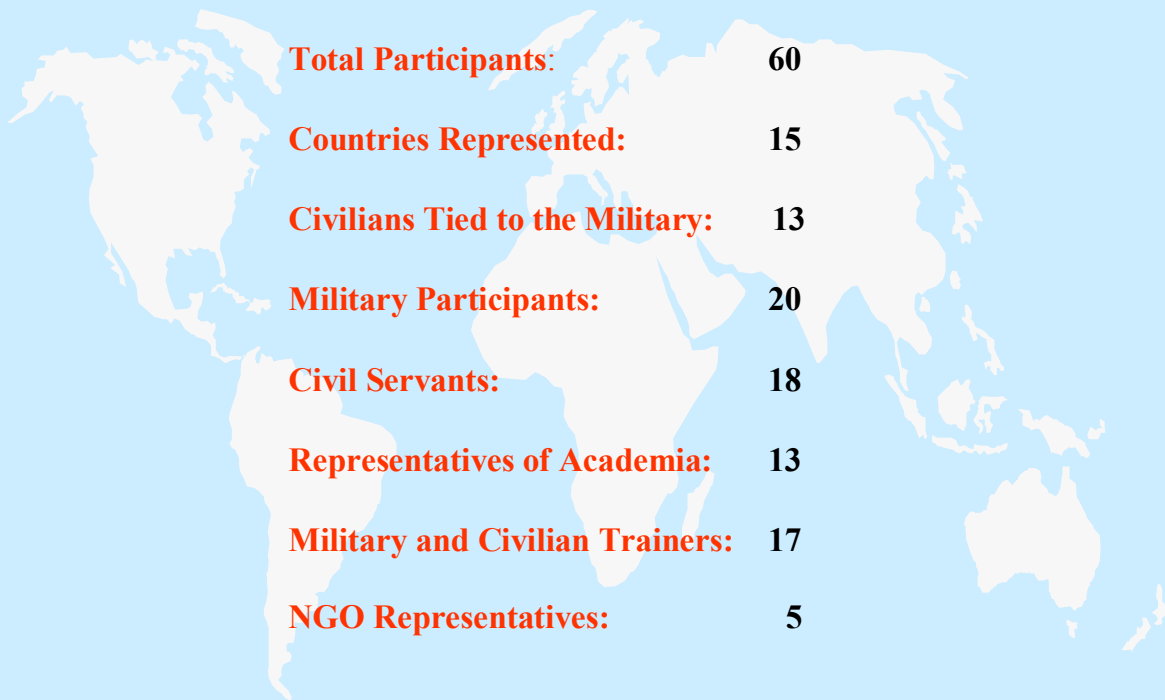 Total Participants: 60
Countries Represented: 15
Civilians Tied to the Military: 13
Military Participants: 20
Civil Servants: 18
Representatives of Academia: 13
Military and Civilian Trainers: 17
NGO Representatives: 5